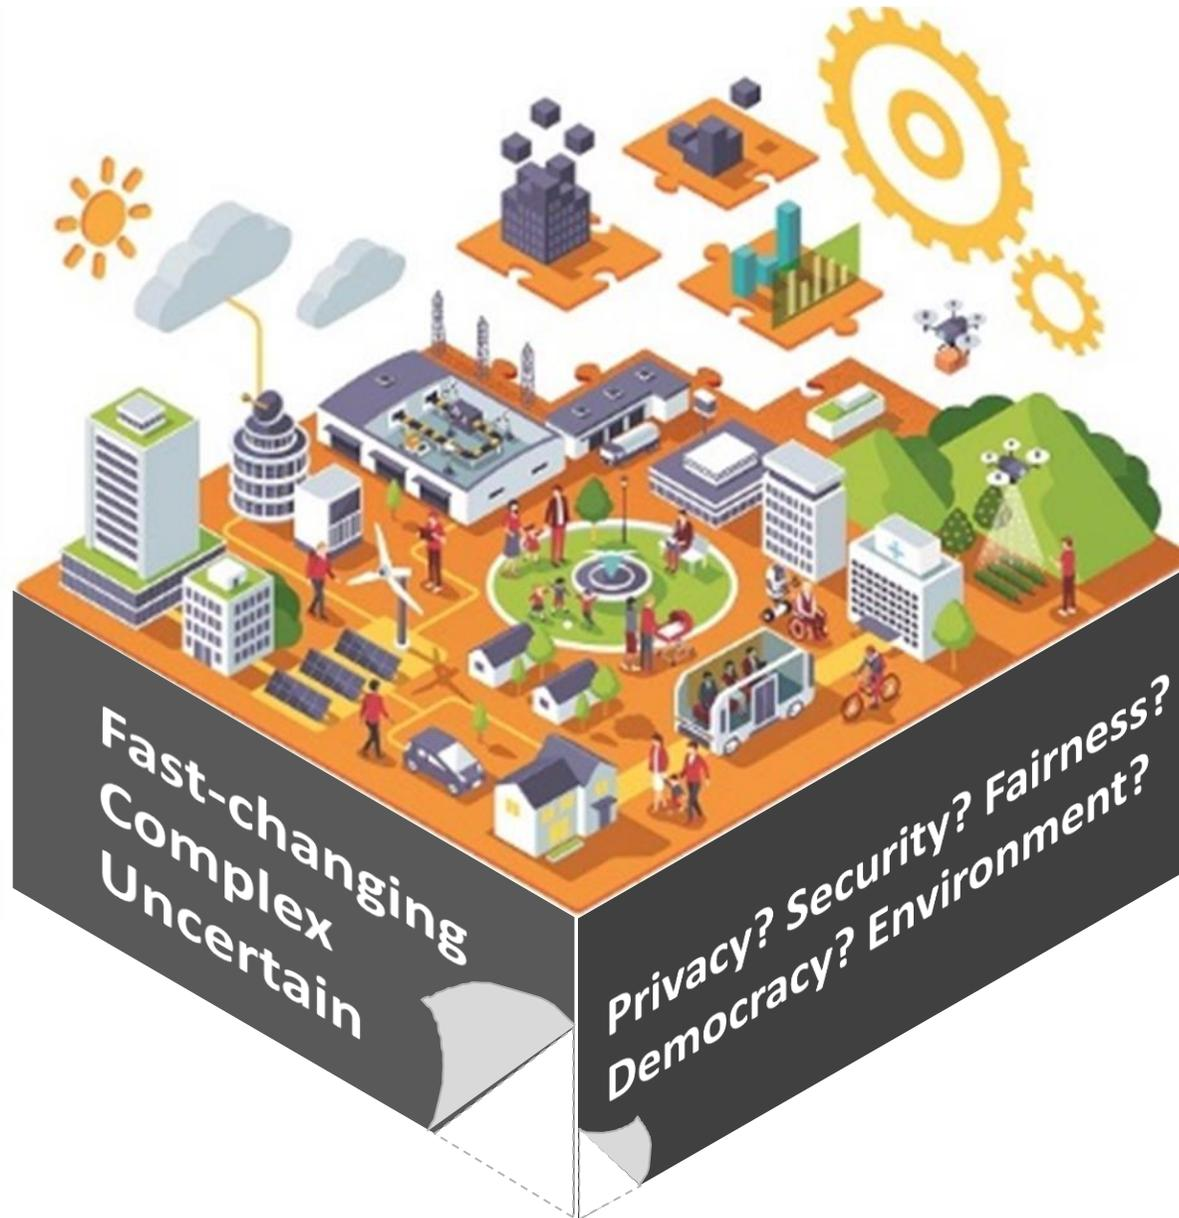 Fast-changing
Complex
Uncertain
Privacy? Security? Fairness?
Democracy? Environment?